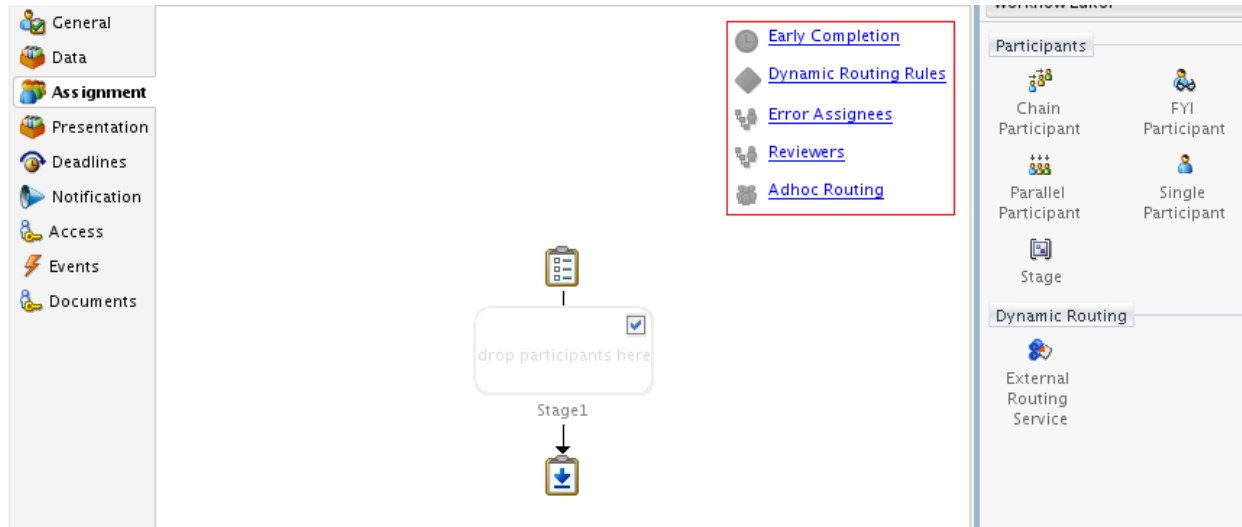 General
Data
Assignment
Presentation
Deadlines
Notification
Access
Events
Documents
Early Completion
Dynamic Routing Rules
Error Assignees
Reviewers
Adhoc Routing
drop participants here
Stage1
Workflow Editor
Participants
Chain
Participant
FYI
Participant
Parallel
Participant
Single
Participant
Stage
Dynamic Routing
External
Routing
Service